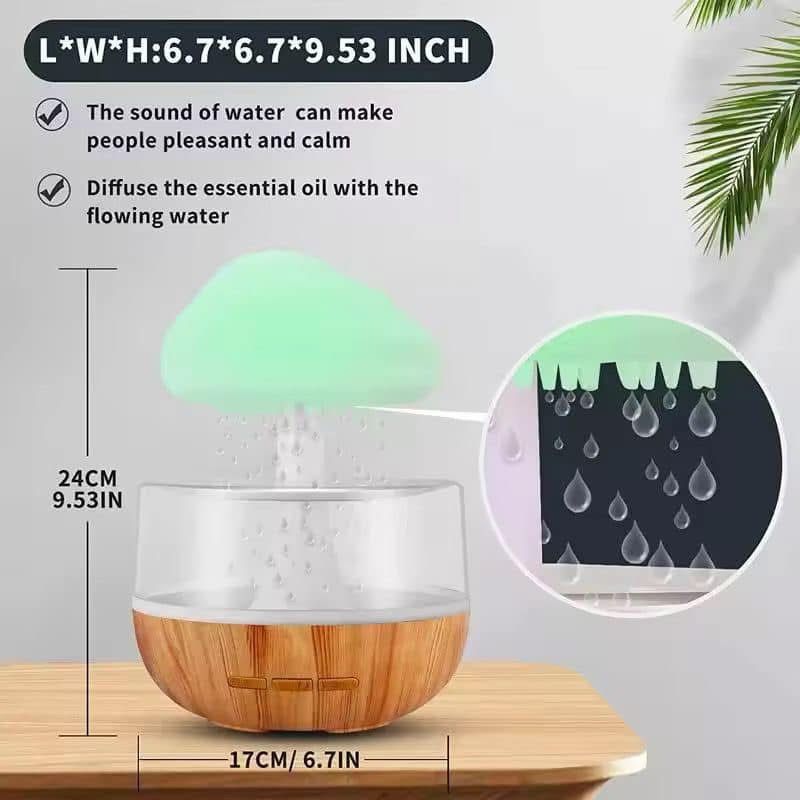 L*W*H:6.7*6.7*9.53 INCH
The sound of water can make
people pleasant and calm
Diffuse the essential oil with the
flowing water
24CM
9.53IN
17CM/ 6.7IN